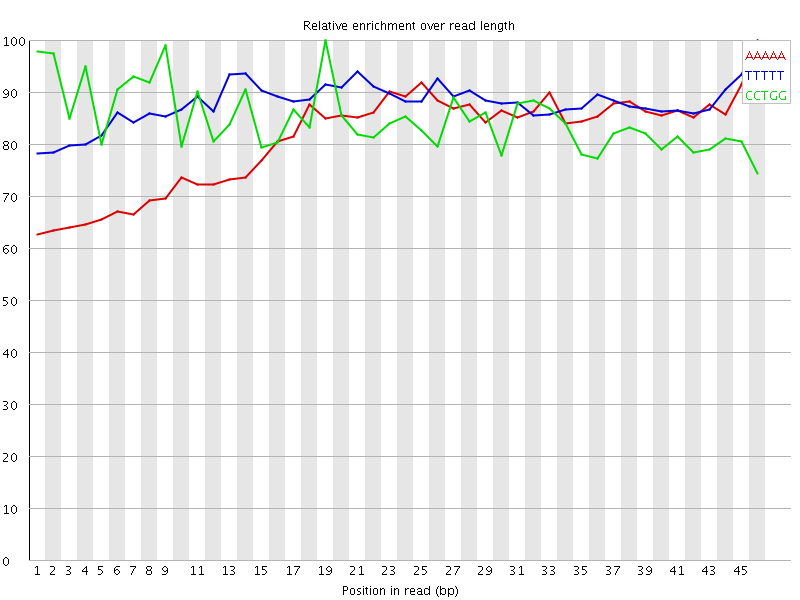 Relative enrichment over read length
100
90
80
70
60
50
40
30
20
10
0
AAAAA
TTTTT
CCTGG
1 2 3 4 5 6 7 8 9 11 13 15 17 19 21 23 25 27 29 31 33 35 37 39 41 43 45
Position in read (bp)